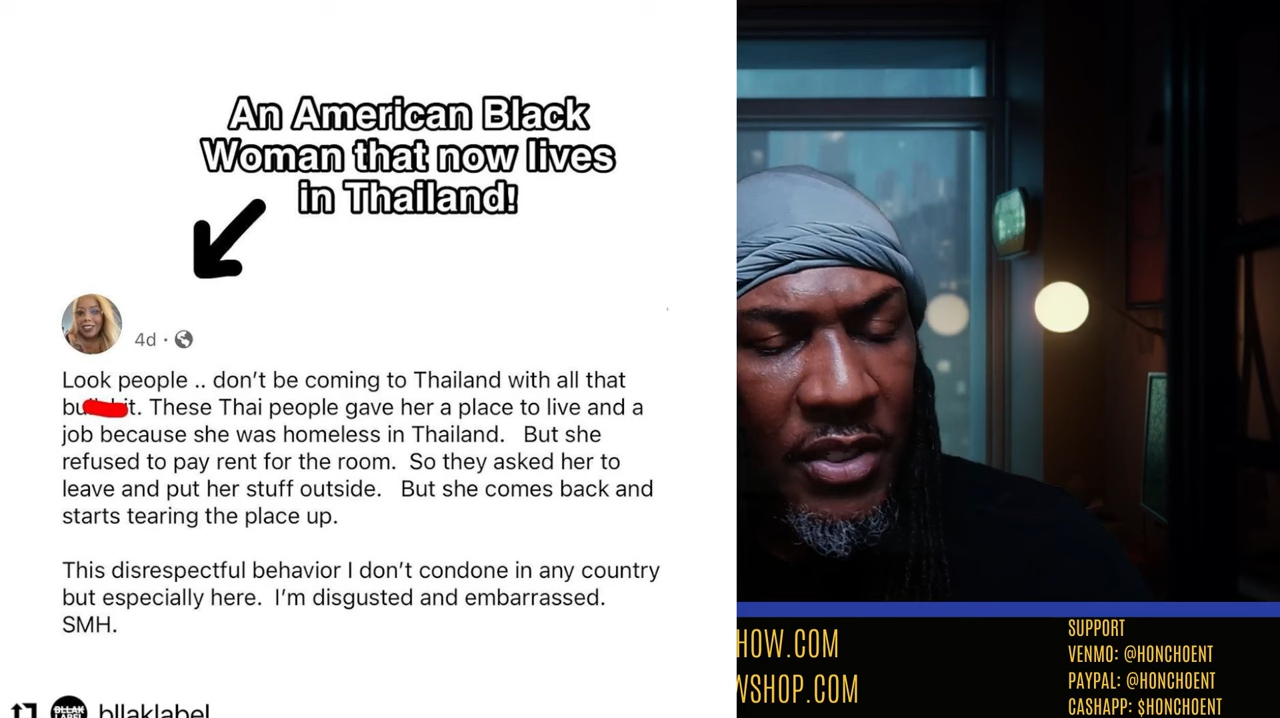 An American Black
Woman that now lives
in Thailand!
4d ·
Look people .. don't be coming to Thailand with all that
bu it. These Thai people gave her a place to live and a
job because she was homeless in Thailand. But she
refused to pay rent for the room. So they asked her to
leave and put her stuff outside. But she comes back and
starts tearing the place up.
This disrespectful behavior I don't condone in any country
but especially here. I'm disgusted and embarrassed.
SMH.
BLLAK
LABEL
bllaklabel
HOW.COM
WSHOP.COM
SUPPORT
VENMO: @HONCHOENT
PAYPAL: @HONCHOENT
CASHAPP: $HONCHOENT